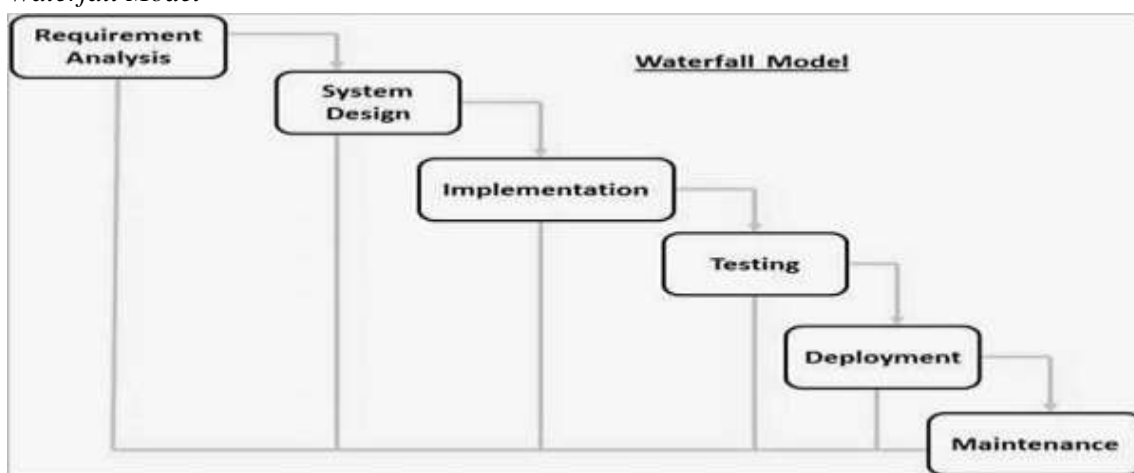 Waterfall Model
Requirement
Analysis
Waterfall Model
System
Design
Implementation
Testing
Deployment
Maintenance